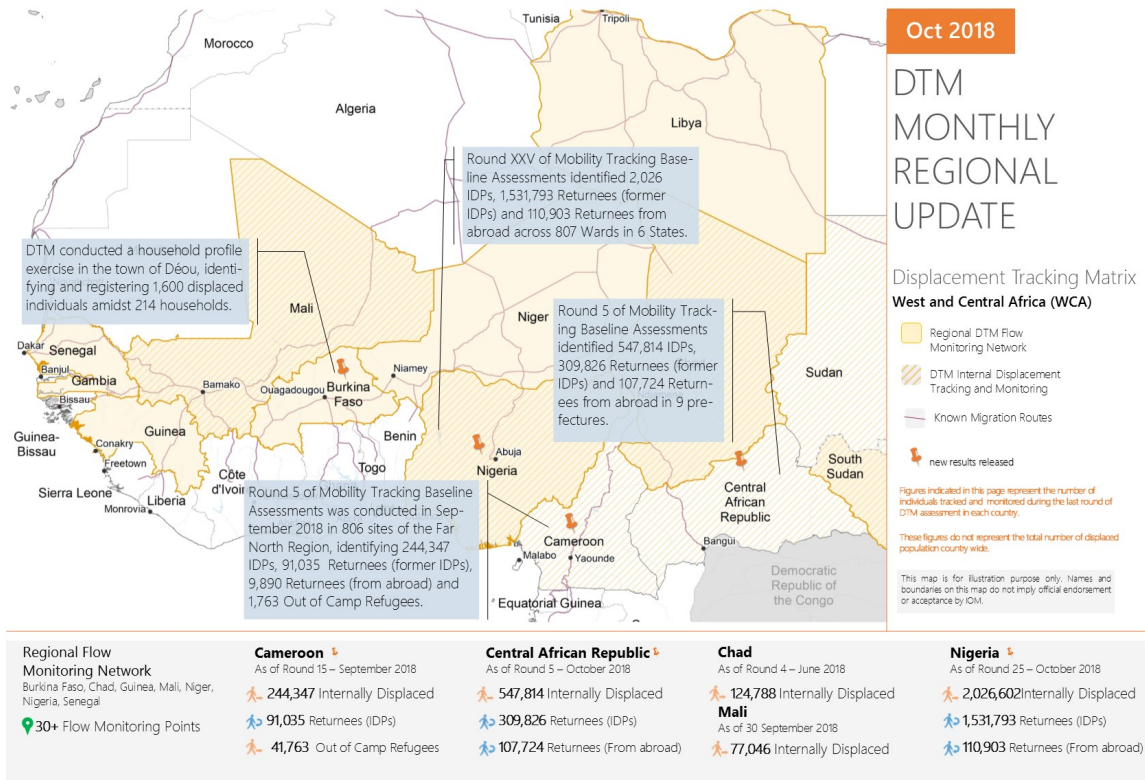 Oct 2018
DTM
MONTHLY
REGIONAL
UPDATE
Displacement Tracking Matrix
West and Central Africa (WCA)
Regional DTM Flow
Monitoring Network
DTM Internal Displacement
Tracking and Monitoring
Known Migration Routes
new results released
Figures indicated in this page represent the number of
individuals tracked and monitored during the last round of
DTM assessment in each country.
These figures do not represent the total number of displaced
population country wide.
This map is for illustration purpose only. Names and
boundaries on this map do not imply official endorsement
or acceptance by IOM.
Tunisia
Tripoli
Morocco
Algeria
Libya
Round XXV of Mobility Tracking Base-
line Assessments identified 2,026
IDPs, 1,531,793 Returnees (former
IDPs) and 110,903 Returnees from
abroad across 807 Wards in 6 States.
DTM conducted a household profile
exercise in the town of Déou, identi-
fying and registering 1,600 displaced
individuals amidst 214 households.
Mali
Niger
Round 5 of Mobility Track-
ing Baseline Assessments
identified 547,814 IDPs,
309,826 Returnees (former
IDPs) and 107,724 Return-
ees from abroad in 9 pre-
fectures.
Sudan
Dakar
Senegal
Banjul
Gambia
Bissau
Guinea-
Bissau
Guinea
Bamako
Ouagadougou
Burkina
Faso
Niamey
Benin
Conakry
Freetown
Sierra Leone
Monrovia
Liberia
Côte
d'Ivoir
Togo
Abuja
Nigeria
South
Sudan
Central
African
Republic
Round 5 of Mobility Tracking Baseline
Assessments was conducted in Sep-
tember 2018 in 806 sites of the Far
North Region, identifying 244,347
IDPs, 91,035 Returnees (former IDPs),
9,890 Returnees (from abroad) and
1,763 Out of Camp Refugees.
Cameroon
Malabo
Yaounde
Bangui
Equatorial Guinea
Democratic
Republic of
the Congo
Regional Flow
Monitoring Network
Burkina Faso, Chad, Guinea, Mali, Niger,
Nigeria, Senegal
30+ Flow Monitoring Points
Cameroon
As of Round 15 – September 2018
244,347 Internally Displaced
91,035 Returnees (IDPs)
41,763 Out of Camp Refugees
Central African Republic
As of Round 5 – October 2018
547,814 Internally Displaced
309,826 Returnees (IDPs)
107,724 Returnees (From abroad)
Chad
As of Round 4 – June 2018
124,788 Internally Displaced
Mali
As of 30 September 2018
77,046 Internally Displaced
Nigeria
As of Round 25 – October 2018
2,026,602Internally Displaced
1,531,793 Returnees (IDPs)
110,903 Returnees (From abroad)